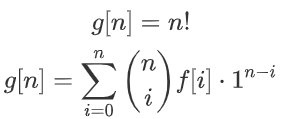 g[n] = n!
g[n] = \sum_{i=0}^{n} \binom{n}{i} f[i] \cdot 1^{n-i}